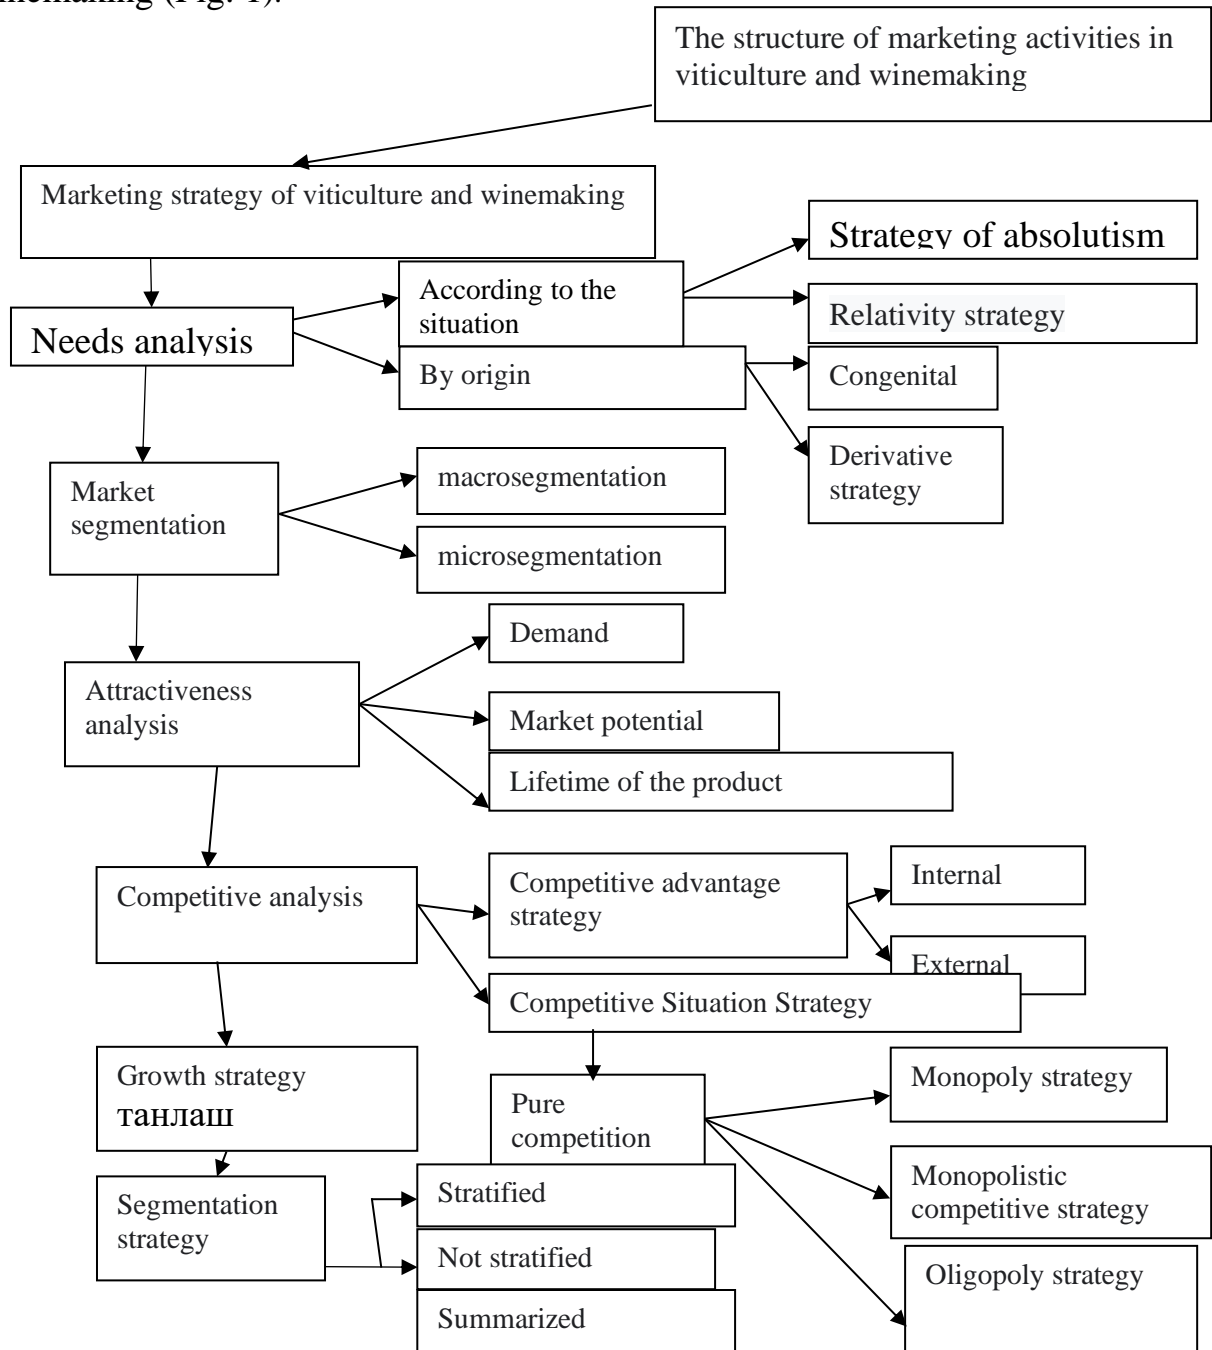 (Fig. 1).
The structure of marketing activities in
viticulture and winemaking
Marketing strategy of viticulture and winemaking
Strategy of absolutism
According to the
situation
Relativity strategy
Needs analysis
By origin
Congenital
Derivative
strategy
Market
segmentation
macrosegmentation
microsegmentation
Demand
Attractiveness
analysis
Market potential
Lifetime of the product
Competitive analysis
Competitive advantage
strategy
Internal
External
Competitive Situation Strategy
Growth strategy
танлаш
Pure
competition
Monopoly strategy
Monopolistic
competitive strategy
Segmentation
strategy
Stratified
Not stratified
Oligopoly strategy
Summarized